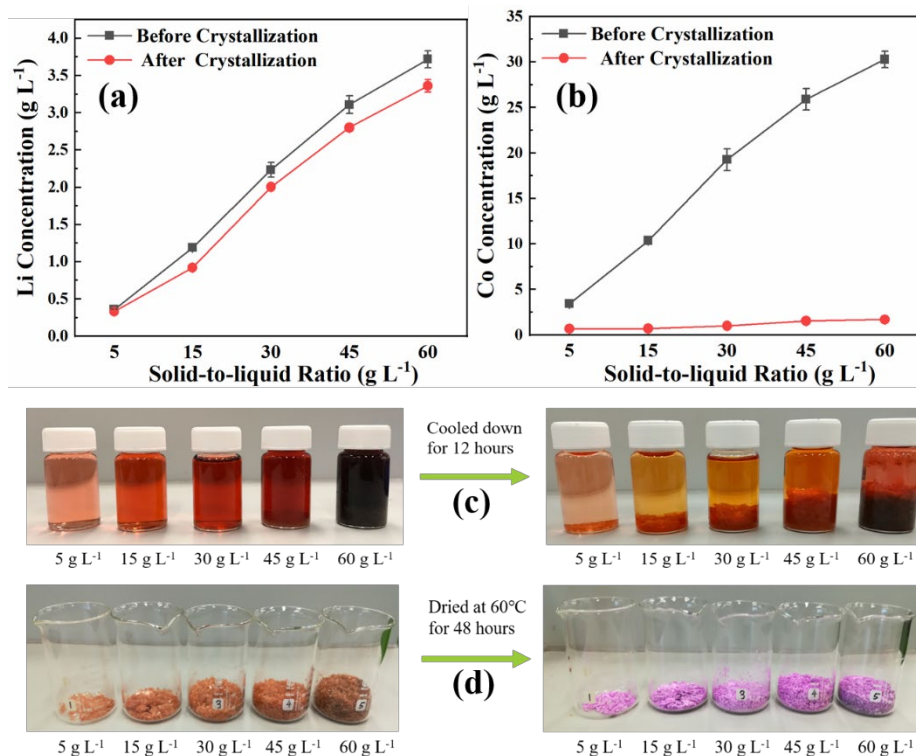 Before Crystallization
After Crystallization
(a)
Li Concentration (g L⁻¹)
4.0
3.5
3.0
2.5
2.0
1.5
1.0
0.5
0.0
5 15 30 45 60
Solid-to-liquid Ratio (g L⁻¹)
Before Crystallization
After Crystallization
(b)
Co Concentration (g L⁻¹)
35
30
25
20
15
10
5
0
5 15 30 45 60
Solid-to-liquid Ratio (g L⁻¹)
Cooled down
for 12 hours
(c)
5 g L⁻¹ 15 g L⁻¹ 30 g L⁻¹ 45 g L⁻¹ 60 g L⁻¹
5 g L⁻¹ 15 g L⁻¹ 30 g L⁻¹ 45 g L⁻¹ 60 g L⁻¹
Dried at 60℃
for 48 hours
(d)
1 3 4 5
1 3 4 5
5 g L⁻¹ 15 g L⁻¹ 30 g L⁻¹ 45 g L⁻¹ 60 g L⁻¹
5 g L⁻¹ 15 g L⁻¹ 30 g L⁻¹ 45 g L⁻¹ 60 g L⁻¹